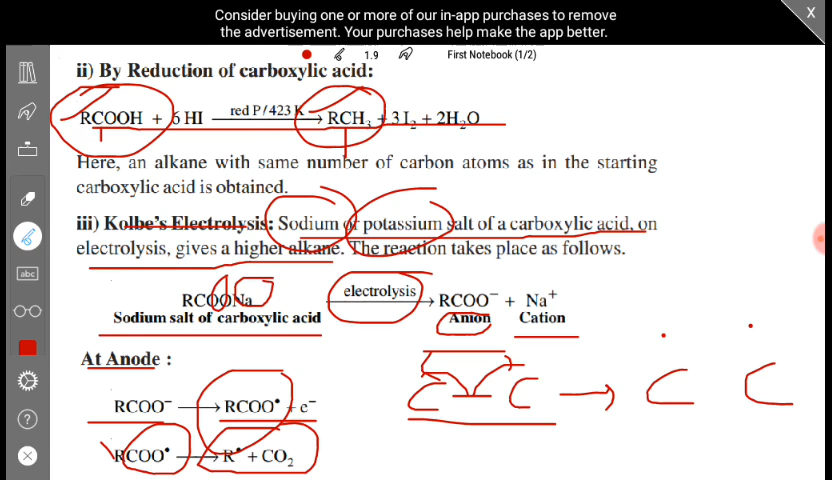 Consider buying one or more of our in-app purchases to remove
the advertisement. Your purchases help make the app better.
X
1.9 First Notebook (1/2)
ii) By Reduction of carboxylic acid:
RCOOH + 6 HI red P/423 K → RCH₃ + 3 I₂ + 2H₂O
Here, an alkane with same number of carbon atoms as in the starting
carboxylic acid is obtained.
iii) Kolbe's Electrolysis: Sodium or potassium salt of a carboxylic acid, on
electrolysis, gives a higher alkane. The reaction takes place as follows.
RCOONa electrolysis → RCOO⁻ + Na⁺
Sodium salt of carboxylic acid Anion Cation
abc
At Anode :
C C → C C
RCOO⁻ → RCOO• + e⁻
RCOO• → R• + CO₂